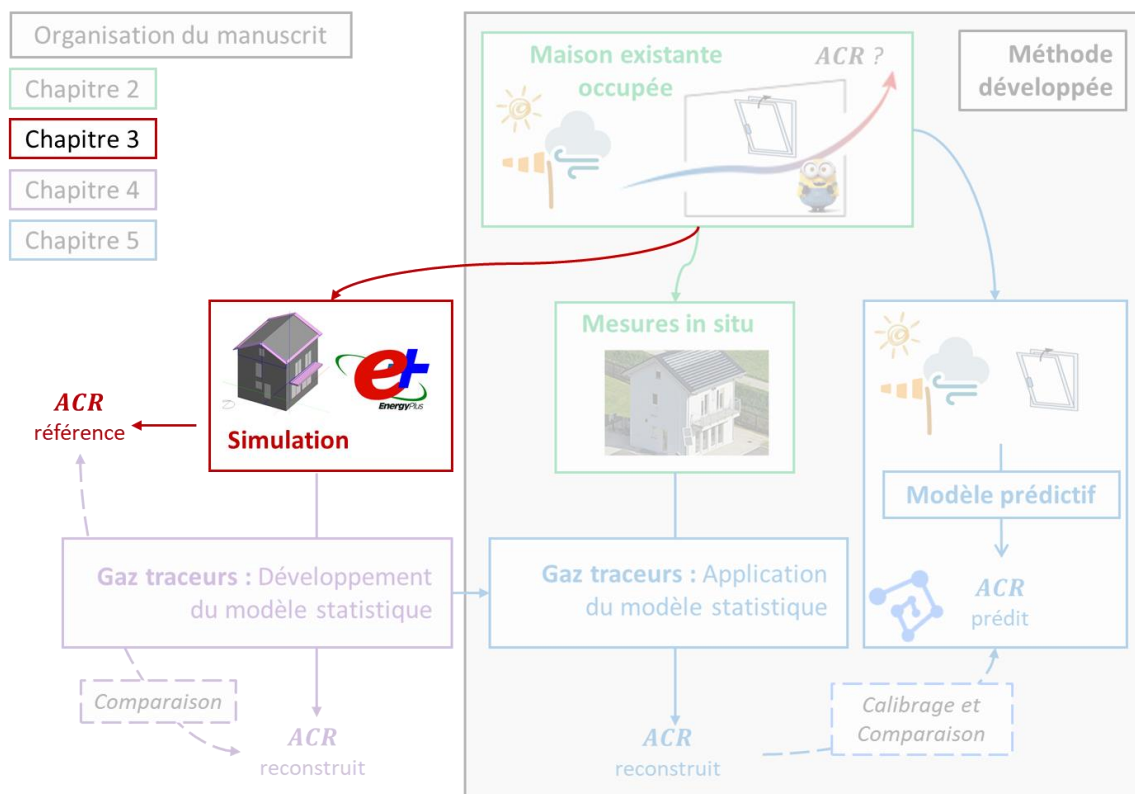 Organisation du manuscrit
Chapitre 2
Chapitre 3
Chapitre 4
Chapitre 5
Maison existante
occupée
ACR ?
Méthode
développée
e+
EnergyPlus
Simulation
ACR
référence
Mesures in situ
Modèle prédictif
ACR
prédit
Gaz traceurs : Développement
du modèle statistique
Gaz traceurs : Application
du modèle statistique
Comparaison
ACR
reconstruit
ACR
reconstruit
Calibrage et
Comparaison